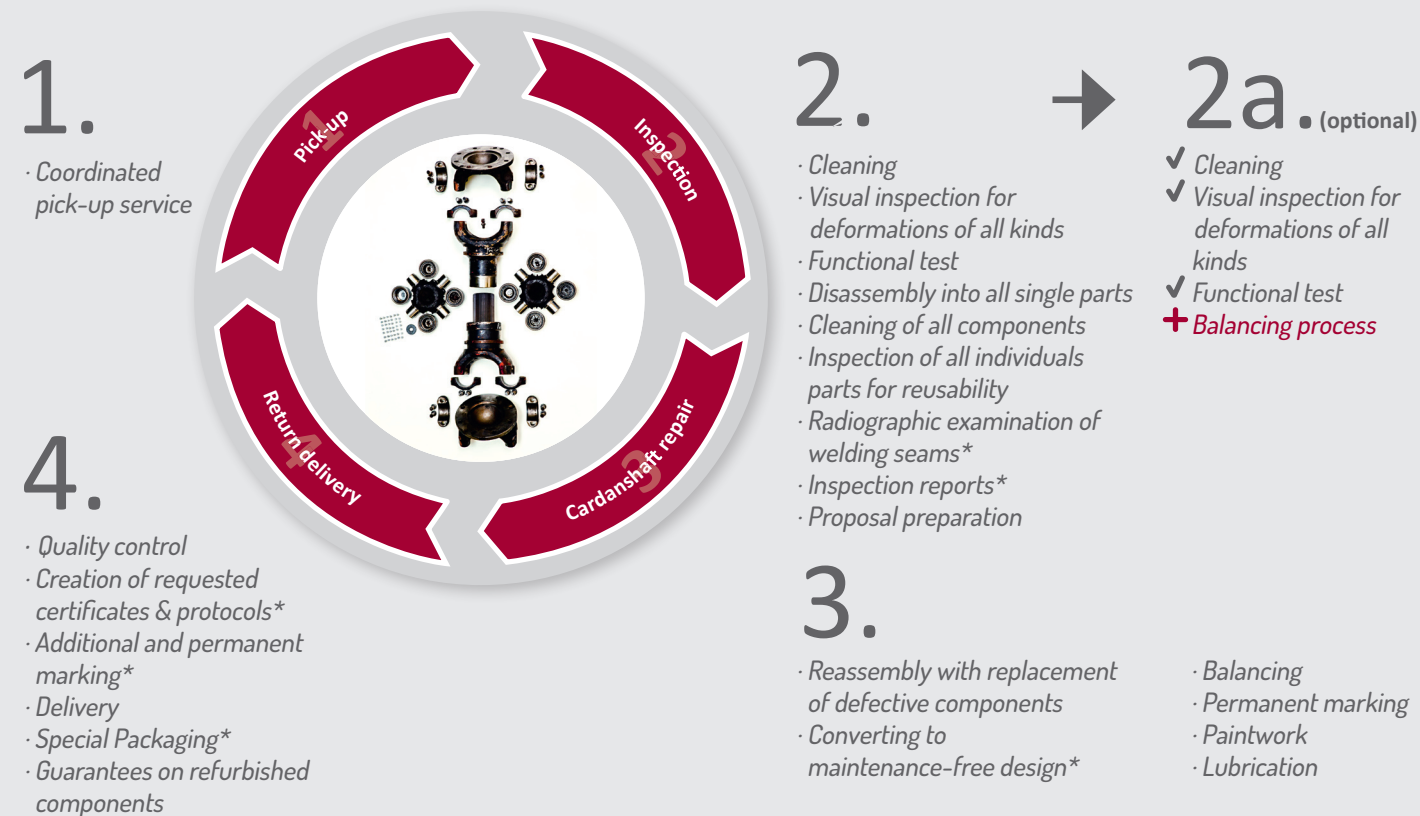 1.
· Coordinated
pick-up service
1
Pick-up
2
Inspection
3
Cardanshaft repair
4
Return delivery
2.
· Cleaning
· Visual inspection for
deformations of all kinds
· Functional test
· Disassembly into all single parts
· Cleaning of all components
· Inspection of all individuals
parts for reusability
· Radiographic examination of
welding seams*
· Inspection reports*
· Proposal preparation
2a. (optional)
Cleaning
Visual inspection for
deformations of all
kinds
Functional test
Balancing process
3.
· Reassembly with replacement
of defective components
· Converting to
maintenance-free design*
· Balancing
· Permanent marking
· Paintwork
· Lubrication
4.
· Quality control
· Creation of requested
certificates & protocols*
· Additional and permanent
marking*
· Delivery
· Special Packaging*
· Guarantees on refurbished
components